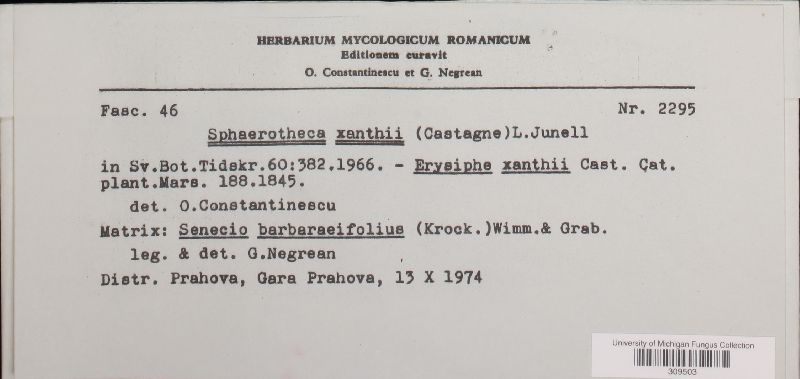 HERBARIUM MYCOLOGICUM ROMANICUM
Editionem curavit
O. Constantinescu et G. Negrean
Fasc. 46 Nr. 2295
Sphaerotheca xanthii (Castagne)L.Junell
in Sv.Bot.Tidskr.60:382.1966. - Erysiphe xanthii Cast. Cat.
plant.Mars. 188.1845.
det. O.Constantinescu
Matrix: Senecio barbaraeifolius (Krock.)Wimm.& Grab.
leg. & det. G.Negrean
Distr. Prahova, Gara Prahova, 13 X 1974
University of Michigan Fungus Collection
309503